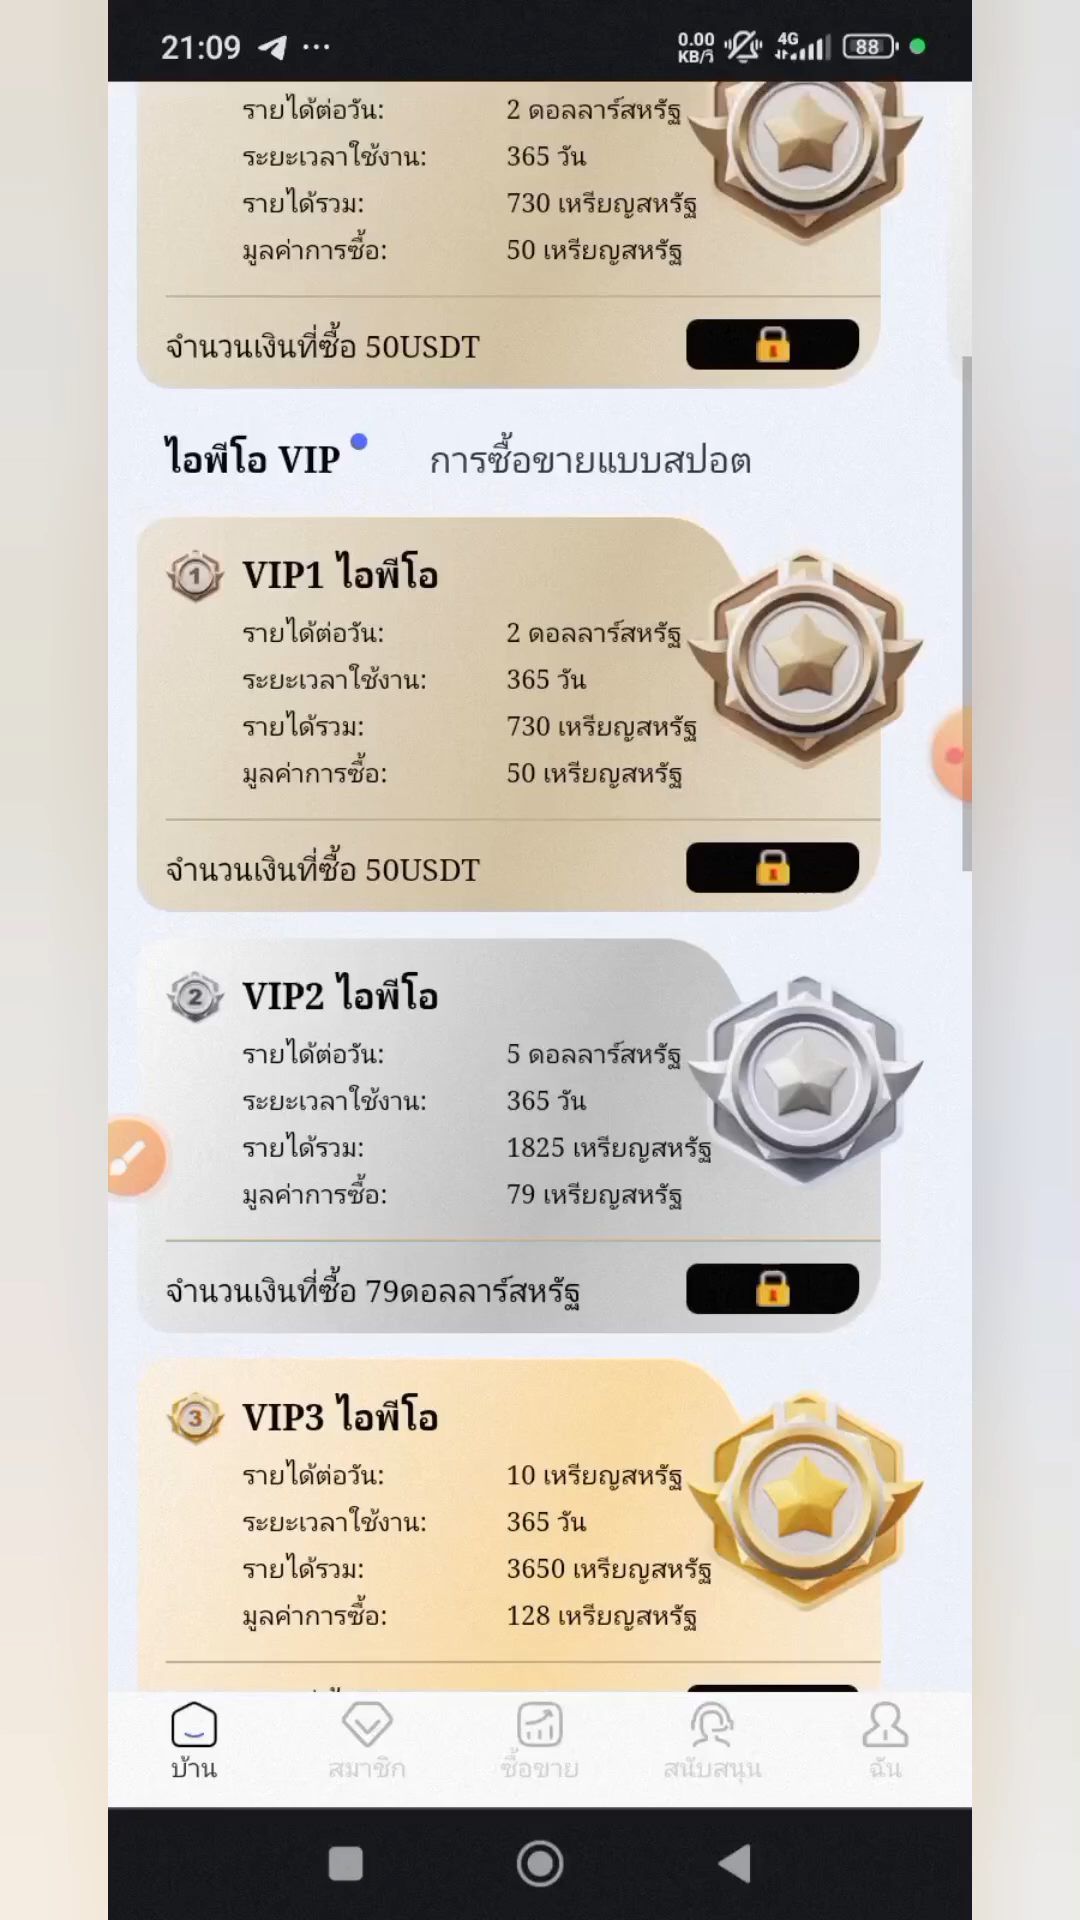 21:09
0.00
KB/วิ
4G
88
รายได้ต่อวัน: 2 ดอลลาร์สหรัฐ
ระยะเวลาใช้งาน: 365 วัน
รายได้รวม: 730 เหรียญสหรัฐ
มูลค่าการซื้อ: 50 เหรียญสหรัฐ
จำนวนเงินที่ซื้อ 50USDT
ไอพีโอ VIP การซื้อขายแบบสปอต
1 VIP1 ไอพีโอ
รายได้ต่อวัน: 2 ดอลลาร์สหรัฐ
ระยะเวลาใช้งาน: 365 วัน
รายได้รวม: 730 เหรียญสหรัฐ
มูลค่าการซื้อ: 50 เหรียญสหรัฐ
จำนวนเงินที่ซื้อ 50USDT
2 VIP2 ไอพีโอ
รายได้ต่อวัน: 5 ดอลลาร์สหรัฐ
ระยะเวลาใช้งาน: 365 วัน
รายได้รวม: 1825 เหรียญสหรัฐ
มูลค่าการซื้อ: 79 เหรียญสหรัฐ
จำนวนเงินที่ซื้อ 79ดอลลาร์สหรัฐ
3 VIP3 ไอพีโอ
รายได้ต่อวัน: 10 เหรียญสหรัฐ
ระยะเวลาใช้งาน: 365 วัน
รายได้รวม: 3650 เหรียญสหรัฐ
มูลค่าการซื้อ: 128 เหรียญสหรัฐ
บ้าน สมาชิก ซื้อขาย สนับสนุน ฉัน